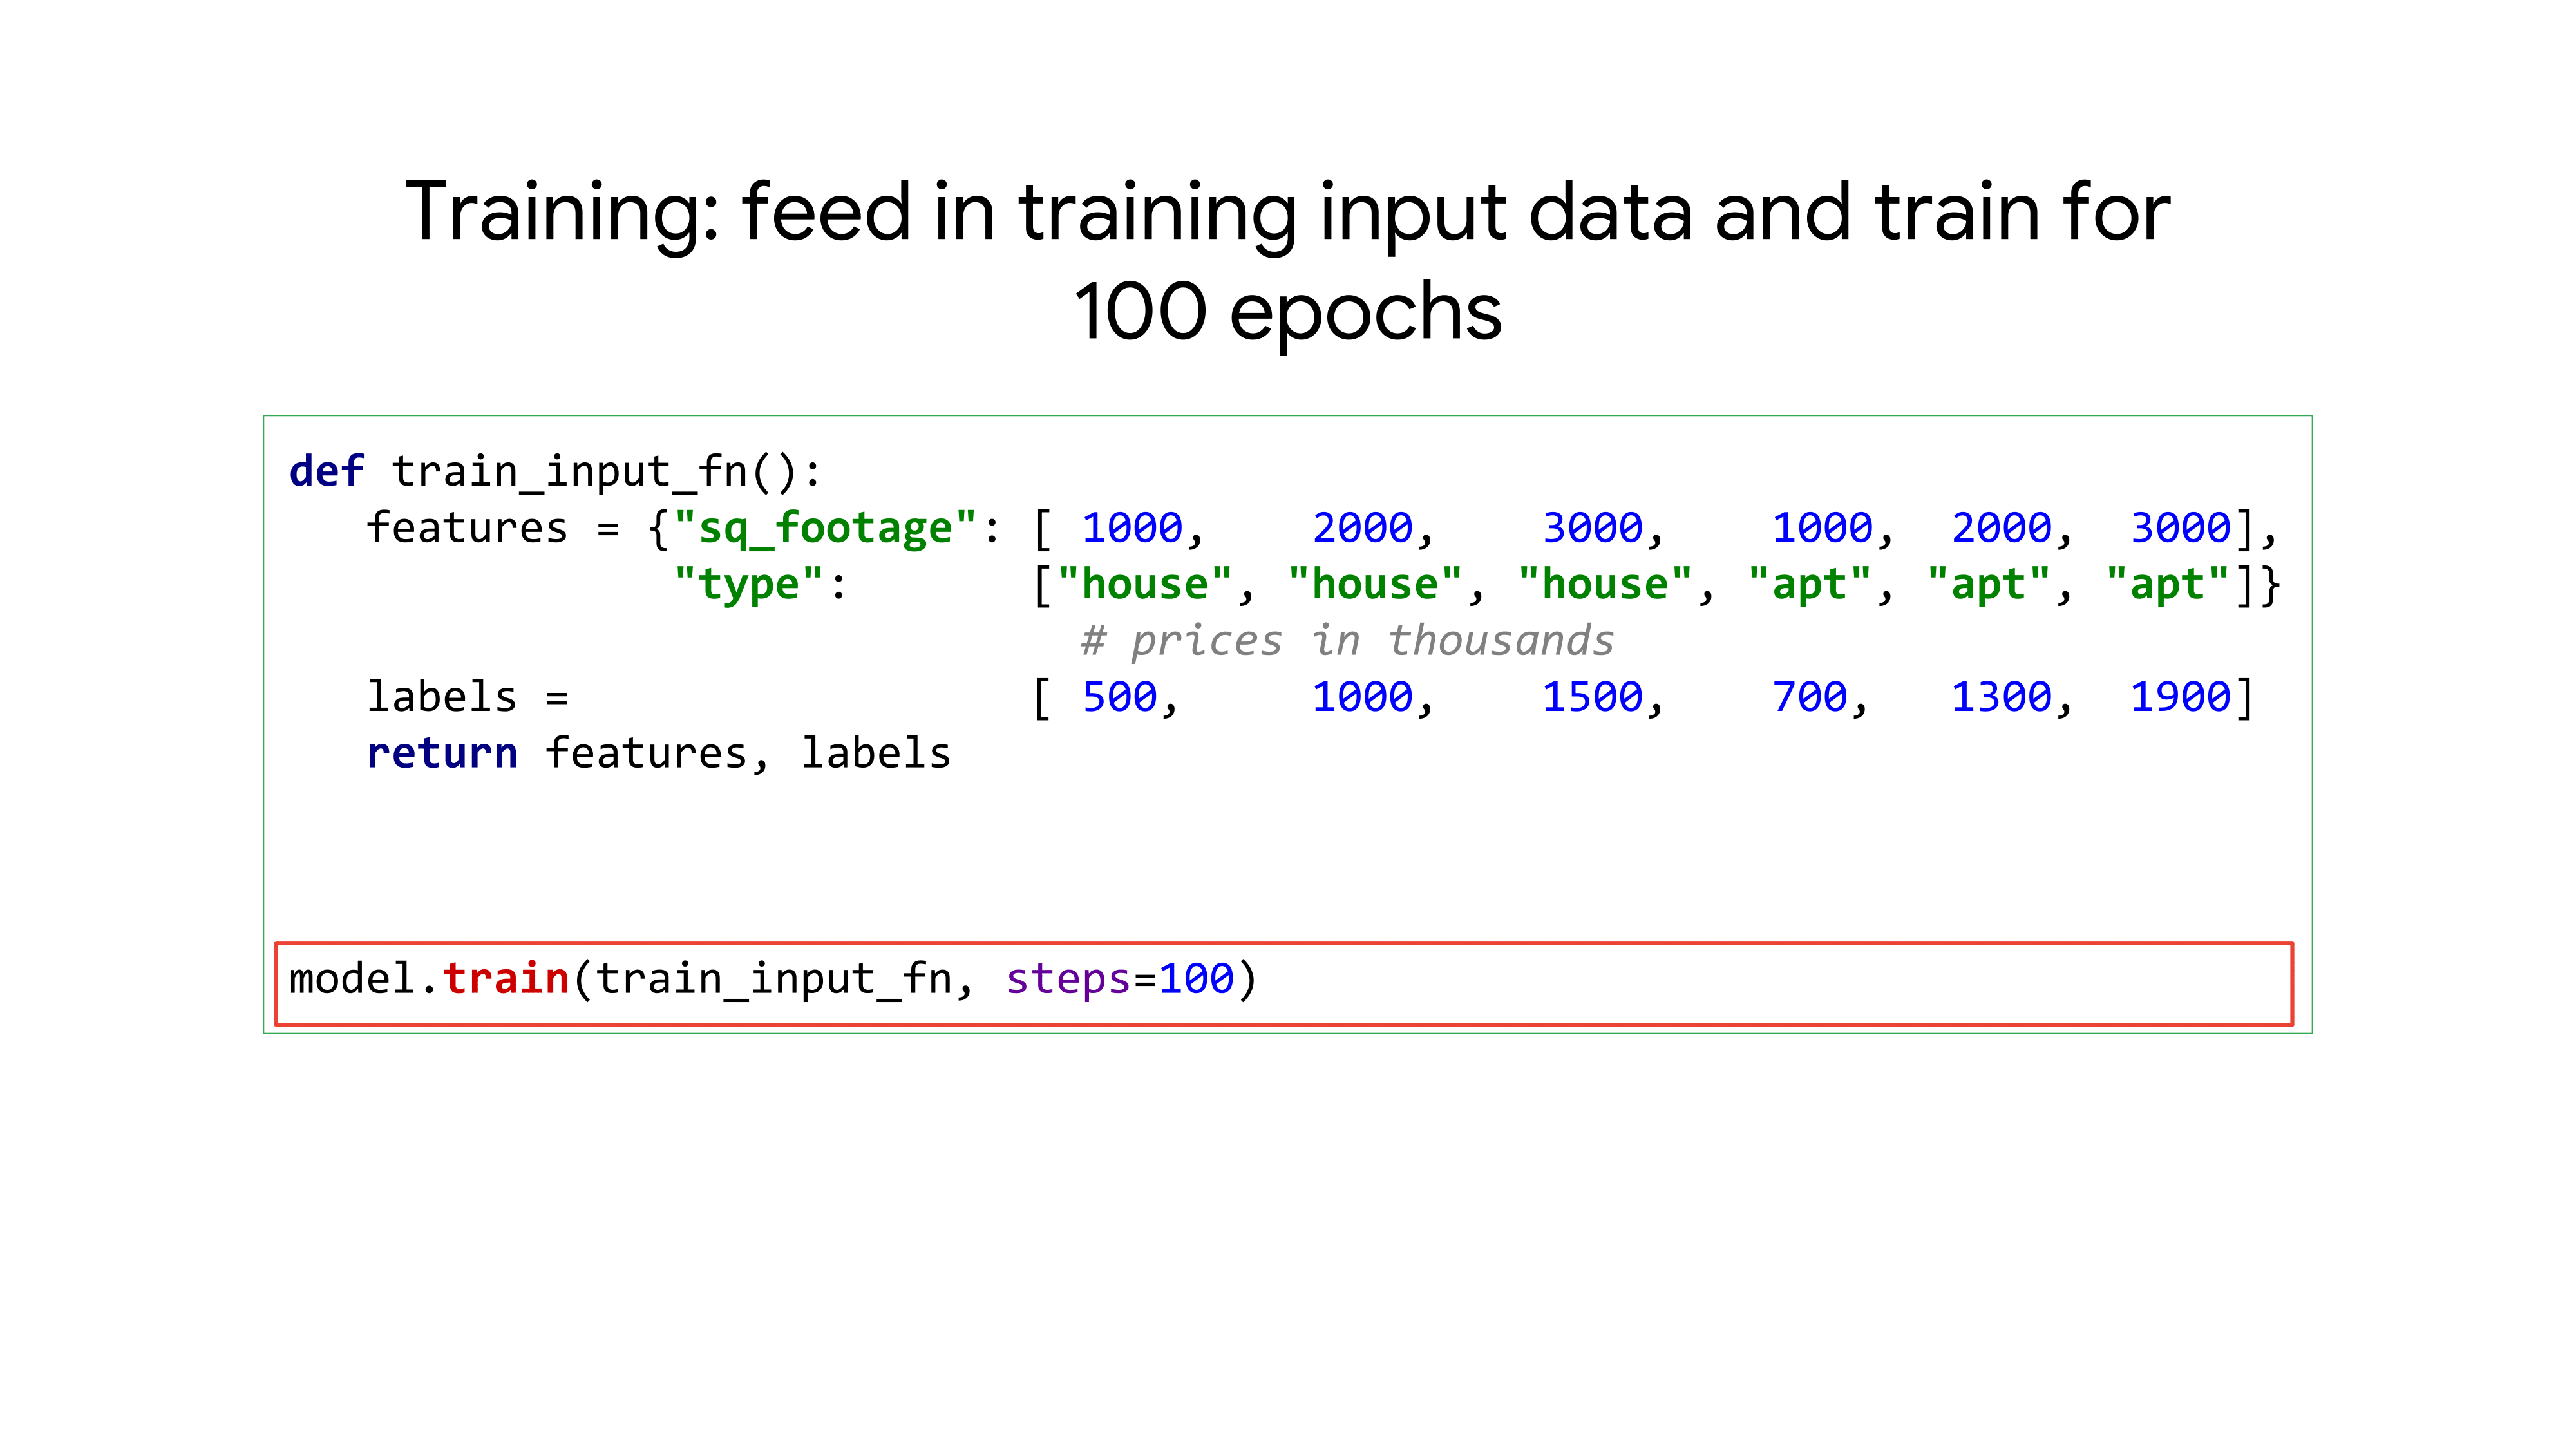 Training: feed in training input data and train for
100 epochs
def train_input_fn():
features = {"sq_footage": [ 1000, 2000, 3000, 1000, 2000, 3000],
"type": ["house", "house", "house", "apt", "apt", "apt"]}
# prices in thousands
labels = [ 500, 1000, 1500, 700, 1300, 1900]
return features, labels
model.train(train_input_fn, steps=100)